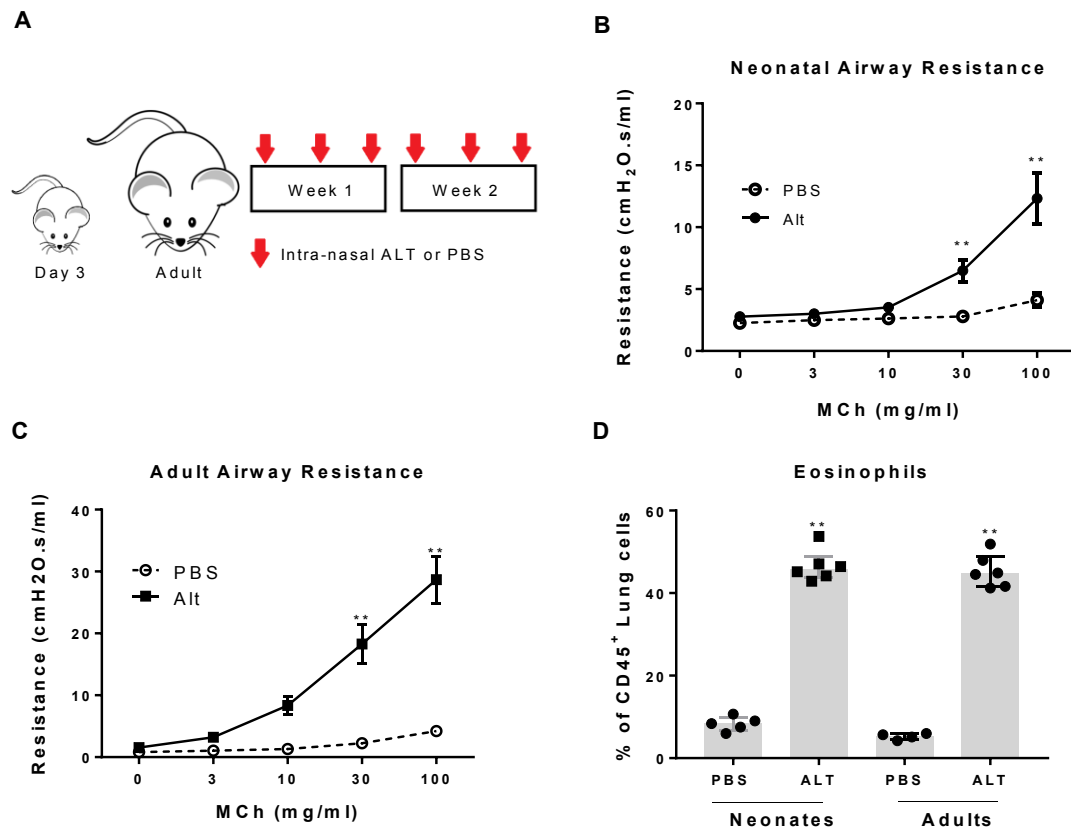 A
Week 1
Week 2
Day 3
Adult
Intra-nasal ALT or PBS
B
Neonatal Airway Resistance
Resistance (cmH₂O.s/ml)
20
15
10
5
0
PBS
Alt
**
**
0 3 10 30 100
MCh (mg/ml)
C
Adult Airway Resistance
Resistance (cmH2O.s/ml)
40
30
20
10
0
PBS
Alt
**
**
0 3 10 30 100
MCh (mg/ml)
D
Eosinophils
% of CD45⁺ Lung cells
60
40
20
0
**
**
PBS ALT PBS ALT
Neonates Adults